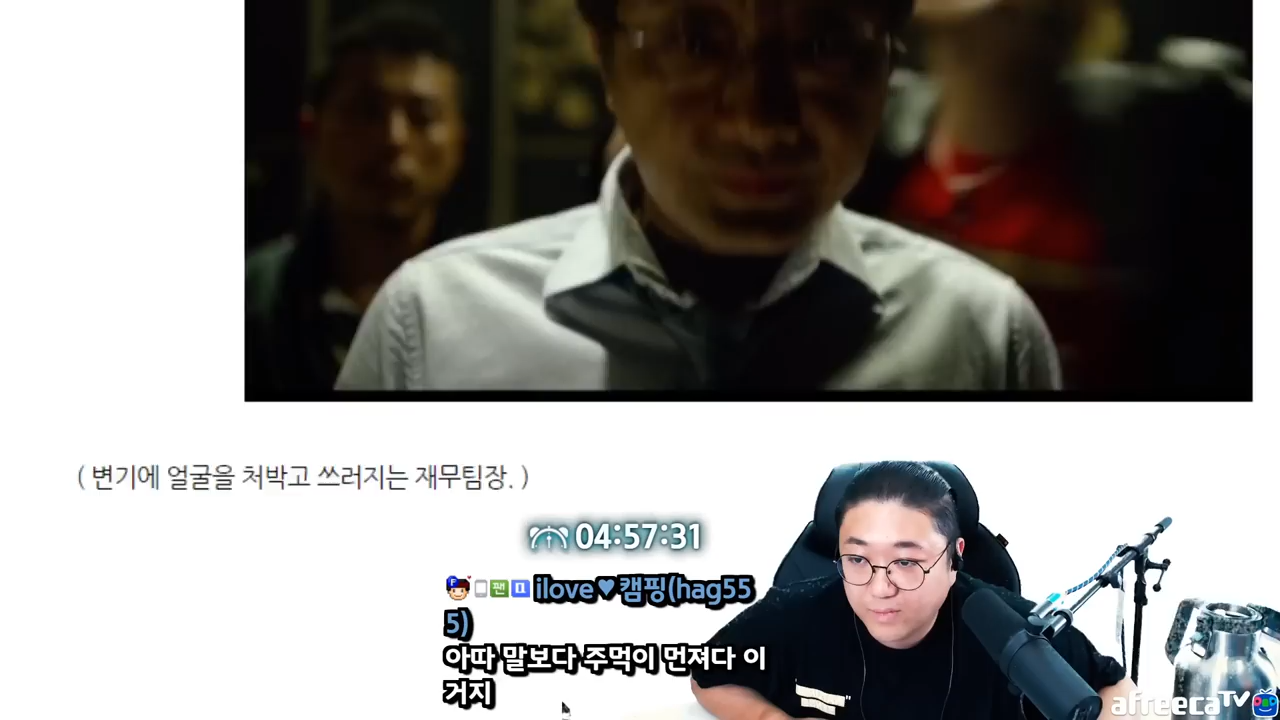 ( 변기에 얼굴을 처박고 쓰러지는 재무팀장. )
04:57:31
F 팬 ilove♥캠핑(hag55
5)
아따 말보다 주먹이 먼져다 이
거지
afreecaTV